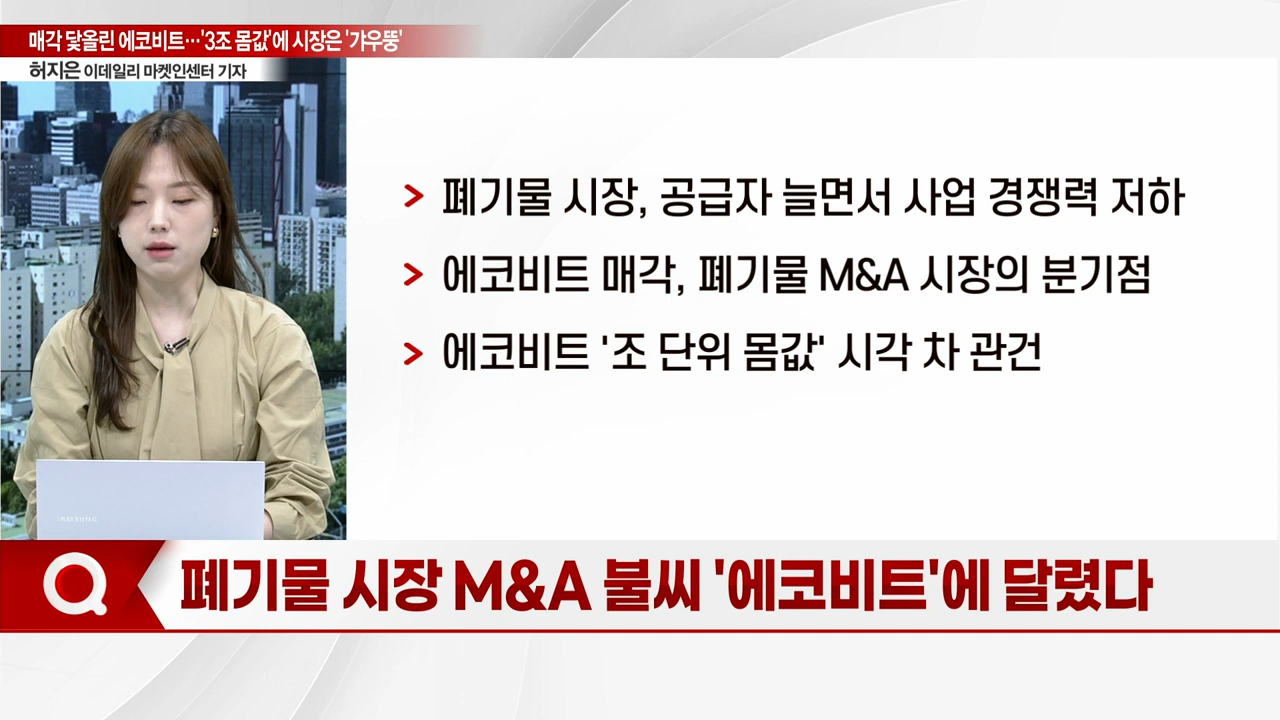 매각 닻올린 에코비트…'3조 몸값'에 시장은 '갸우뚱'
허지은 이데일리 마켓인센터 기자
> 폐기물 시장, 공급자 늘면서 사업 경쟁력 저하
> 에코비트 매각, 폐기물 M&A 시장의 분기점
> 에코비트 '조 단위 몸값' 시각 차 관건
SAMSUNG
Q 폐기물 시장 M&A 불씨 '에코비트'에 달렸다